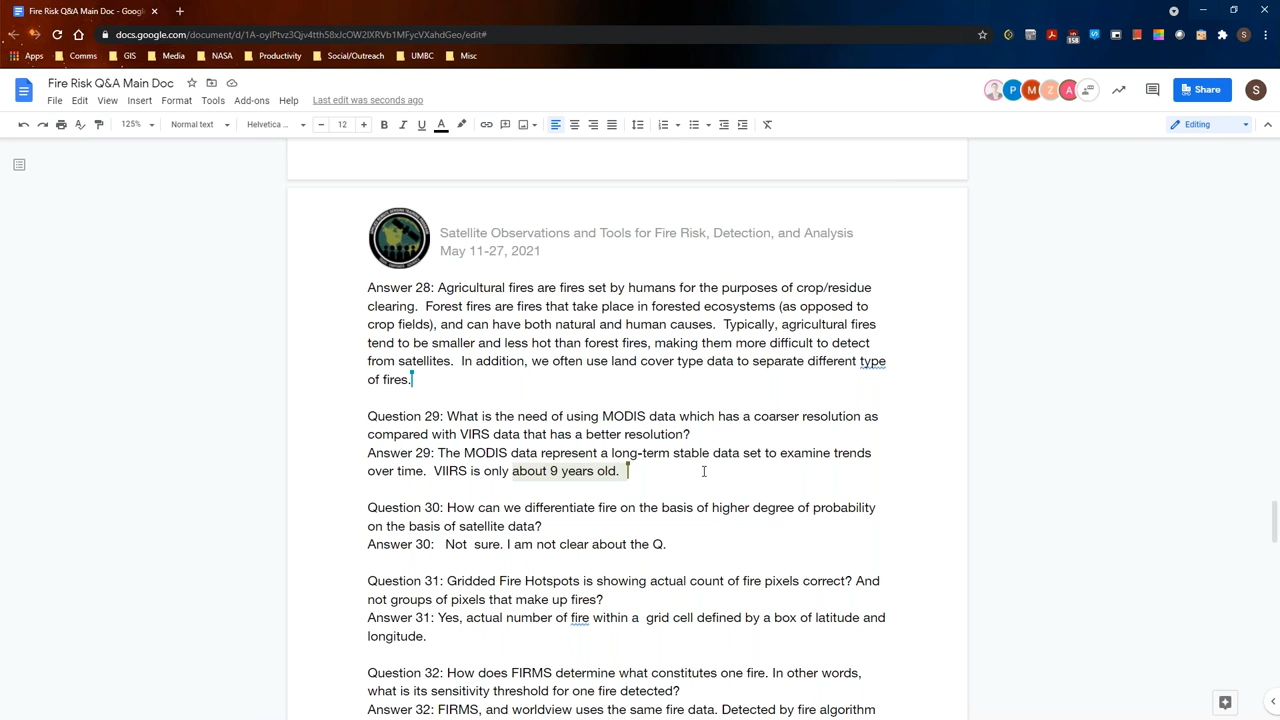 Fire Risk Q&A Main Doc - Goog
docs.google.com/document/d/1A-oyIPtvz3Qjv4tth58xJcOW2IXRVb1MFycVXahdGeo/edit#
158
S
Apps Comms GIS Media NASA Productivity Social/Outreach UMBC Misc
Fire Risk Q&A Main Doc
File Edit View Insert Format Tools Add-ons Help Last edit was seconds ago
P M Z A Share S
125% Normal text Helvetica ... 12 B I U A Editing
Satellite Observations and Tools for Fire Risk, Detection, and Analysis
May 11-27, 2021
Answer 28: Agricultural fires are fires set by humans for the purposes of crop/residue
clearing.  Forest fires are fires that take place in forested ecosystems (as opposed to
crop fields), and can have both natural and human causes.  Typically, agricultural fires
tend to be smaller and less hot than forest fires, making them more difficult to detect
from satellites.  In addition, we often use land cover type data to separate different type
of fires.
Question 29: What is the need of using MODIS data which has a coarser resolution as
compared with VIRS data that has a better resolution?
Answer 29: The MODIS data represent a long-term stable data set to examine trends
over time.  VIIRS is only about 9 years old.
Question 30: How can we differentiate fire on the basis of higher degree of probability
on the basis of satellite data?
Answer 30:   Not  sure. I am not clear about the Q.
Question 31: Gridded Fire Hotspots is showing actual count of fire pixels correct? And
not groups of pixels that make up fires?
Answer 31: Yes, actual number of fire within a  grid cell defined by a box of latitude and
longitude.
Question 32: How does FIRMS determine what constitutes one fire. In other words,
what is its sensitivity threshold for one fire detected?
Answer 32: FIRMS, and worldview uses the same fire data. Detected by fire algorithm